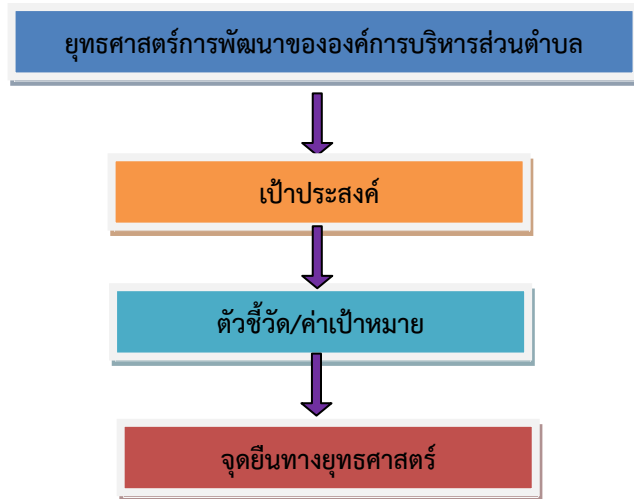 ยุทธศาสตร์การพัฒนาขององค์การบริหารส่วนตำบล
เป้าประสงค์
ตัวชี้วัด/ค่าเป้าหมาย
จุดยืนทางยุทธศาสตร์